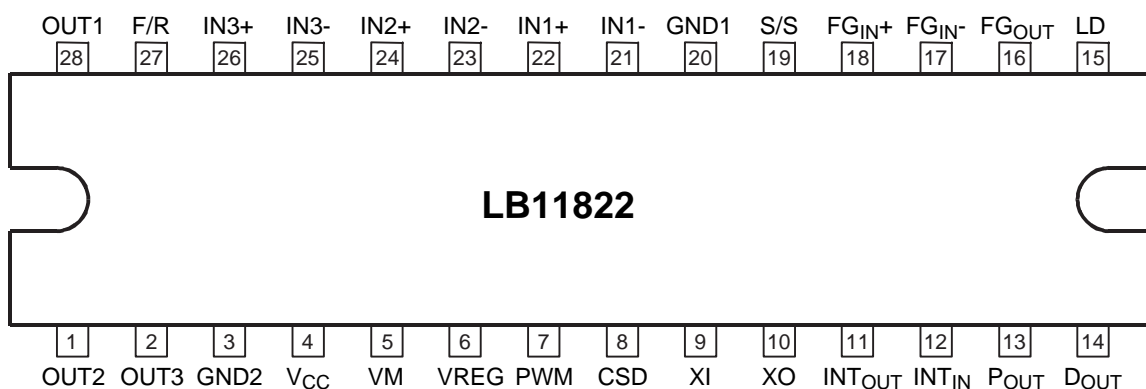 OUT1 F/R IN3+ IN3- IN2+ IN2- IN1+ IN1- GND1 S/S FGIN+ FGIN- FGOUT LD
28 27 26 25 24 23 22 21 20 19 18 17 16 15
LB11822
1 2 3 4 5 6 7 8 9 10 11 12 13 14
OUT2 OUT3 GND2 VCC VM VREG PWM CSD XI XO INTOUT INTIN POUT DOUT